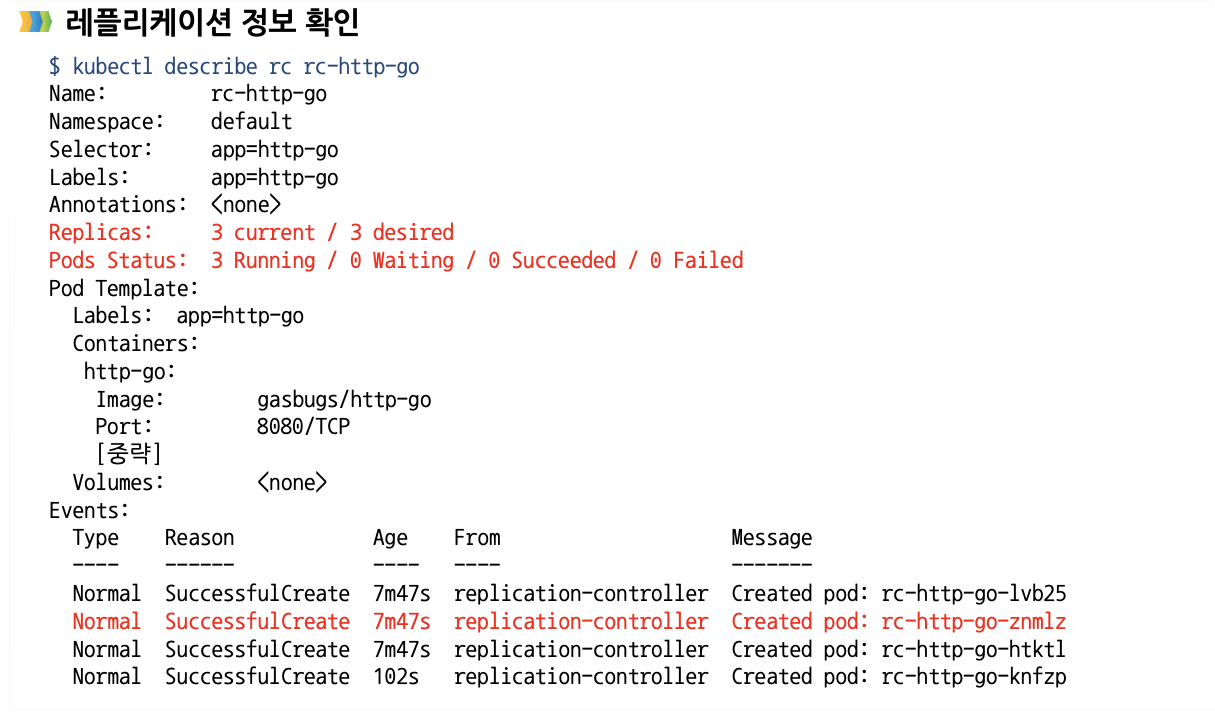 레플리케이션 정보 확인
$ kubectl describe rc rc-http-go
Name: rc-http-go
Namespace: default
Selector: app=http-go
Labels: app=http-go
Annotations: <none>
Replicas: 3 current / 3 desired
Pods Status: 3 Running / 0 Waiting / 0 Succeeded / 0 Failed
Pod Template:
Labels: app=http-go
Containers:
http-go:
Image: gasbugs/http-go
Port: 8080/TCP
[중략]
Volumes: <none>
Events:
Type Reason Age From Message
---- ------ ---- ---- -------
Normal SuccessfulCreate 7m47s replication-controller Created pod: rc-http-go-lvb25
Normal SuccessfulCreate 7m47s replication-controller Created pod: rc-http-go-znmlz
Normal SuccessfulCreate 7m47s replication-controller Created pod: rc-http-go-htktl
Normal SuccessfulCreate 102s replication-controller Created pod: rc-http-go-knfzp